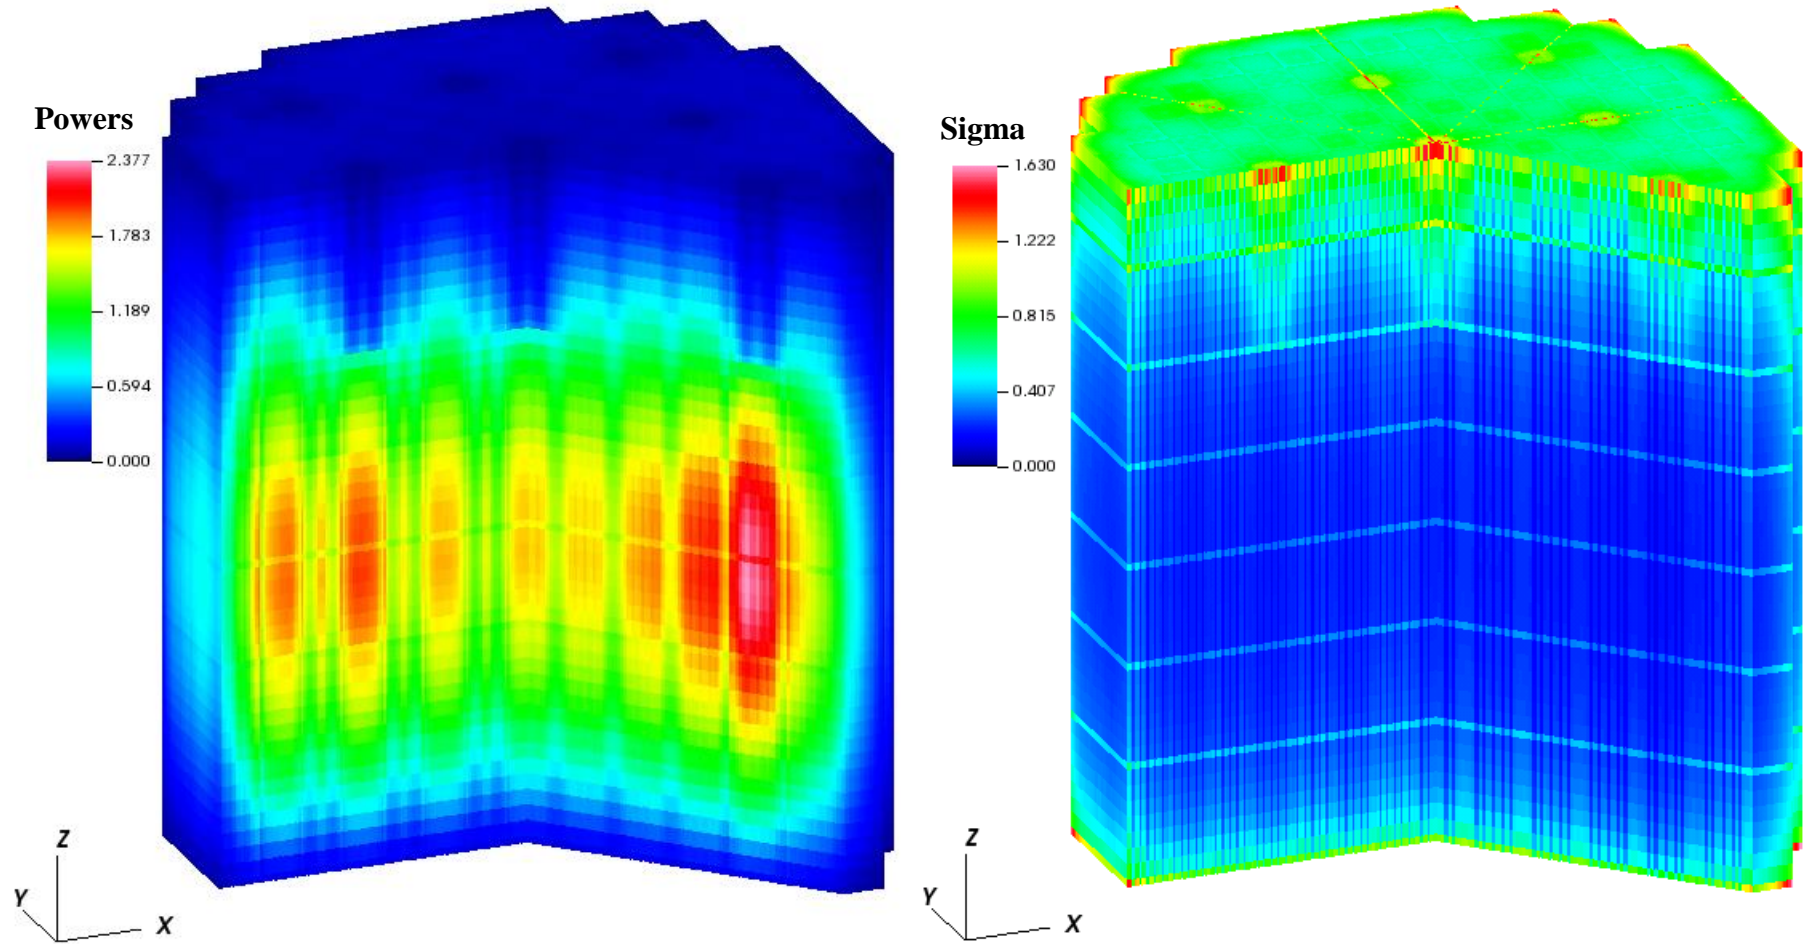 Powers
2.377
1.783
1.189
0.594
0.000
Z
Y
X
Sigma
1.630
1.222
0.815
0.407
0.000
Z
Y
X